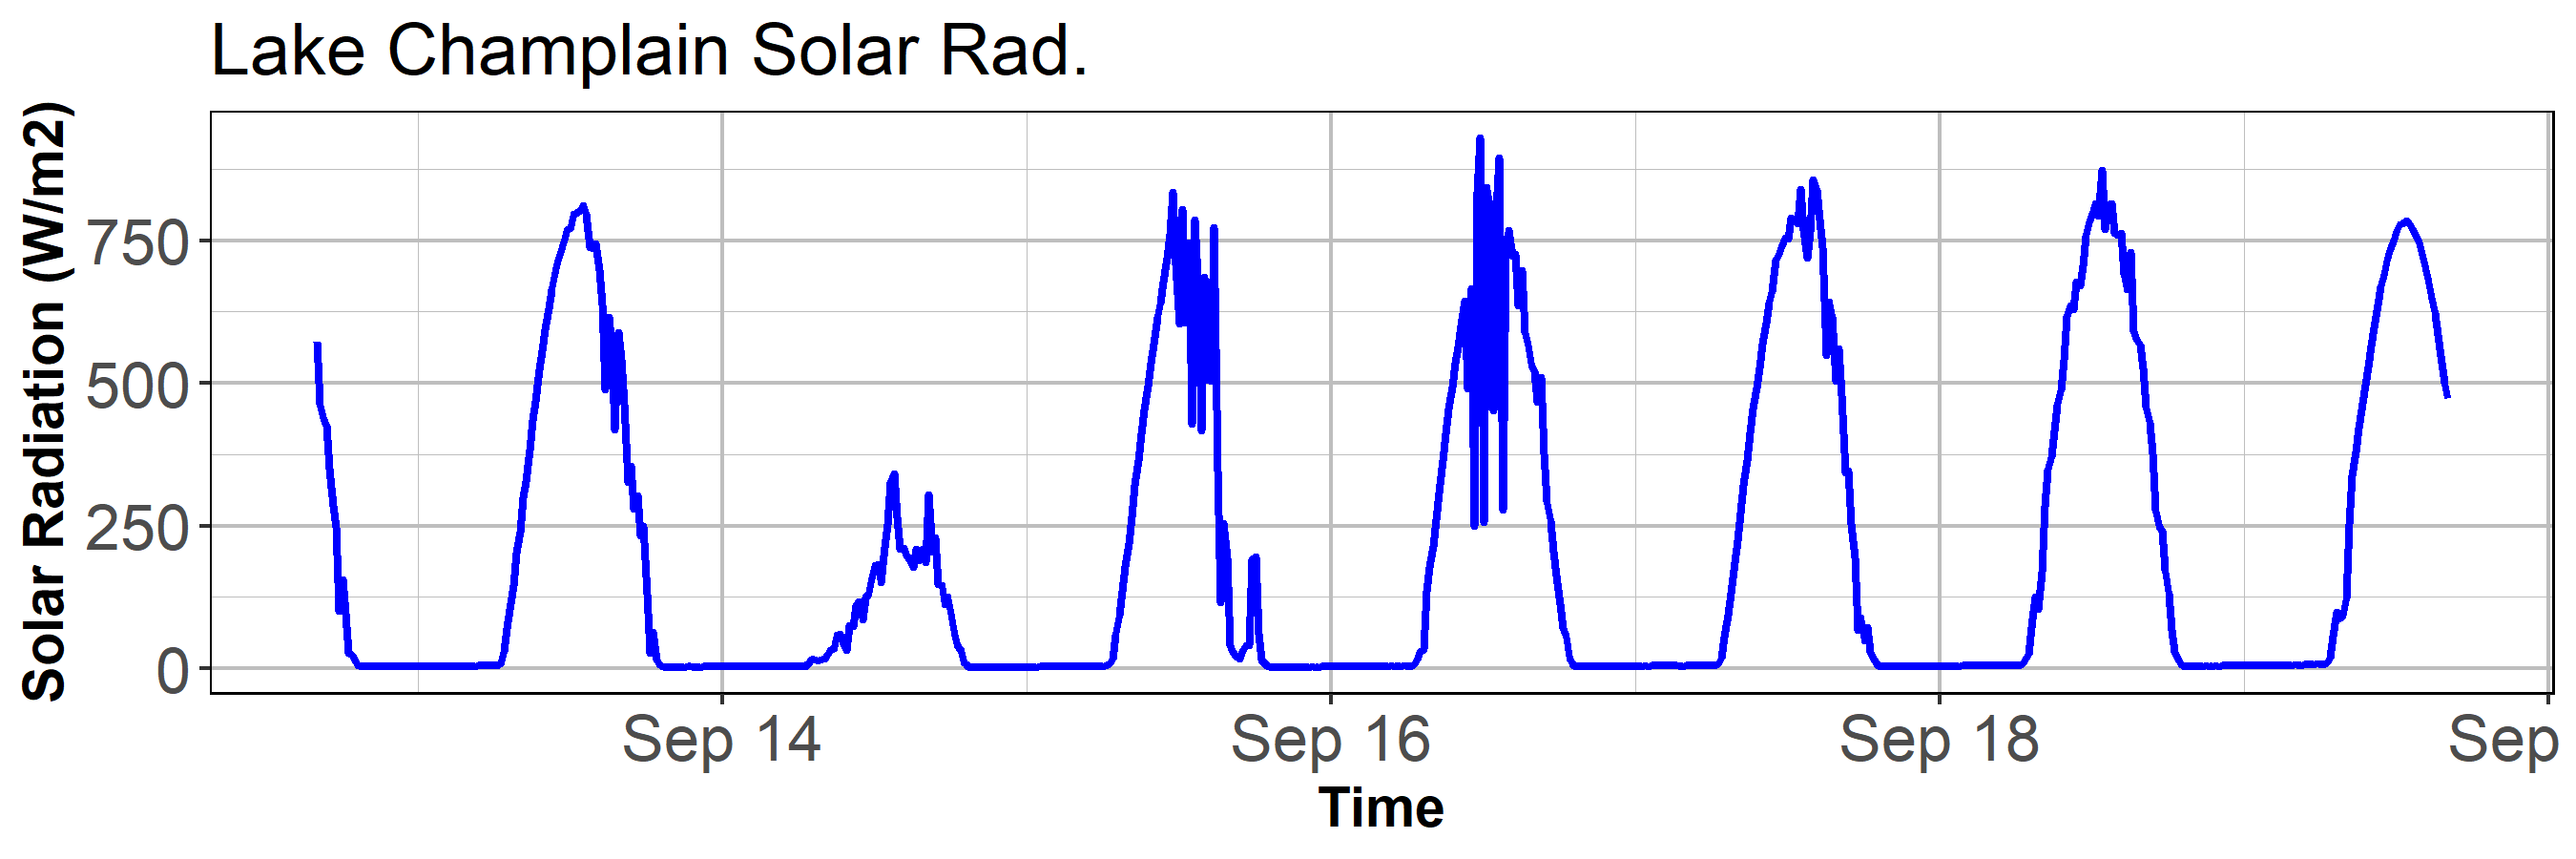 Lake Champlain Solar Rad.
Solar Radiation (W/m2)
750
500
250
0
Sep 14 Sep 16 Sep 18 Sep
Time